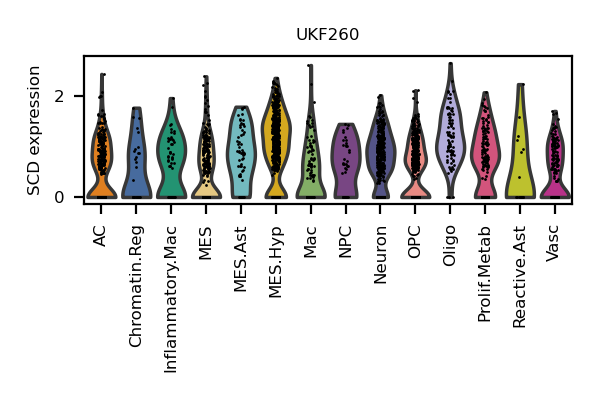 UKF260
SCD expression
2
0
AC
Chromatin.Reg
Inflammatory.Mac
MES
MES.Ast
MES.Hyp
Mac
NPC
Neuron
OPC
Oligo
Prolif.Metab
Reactive.Ast
Vasc